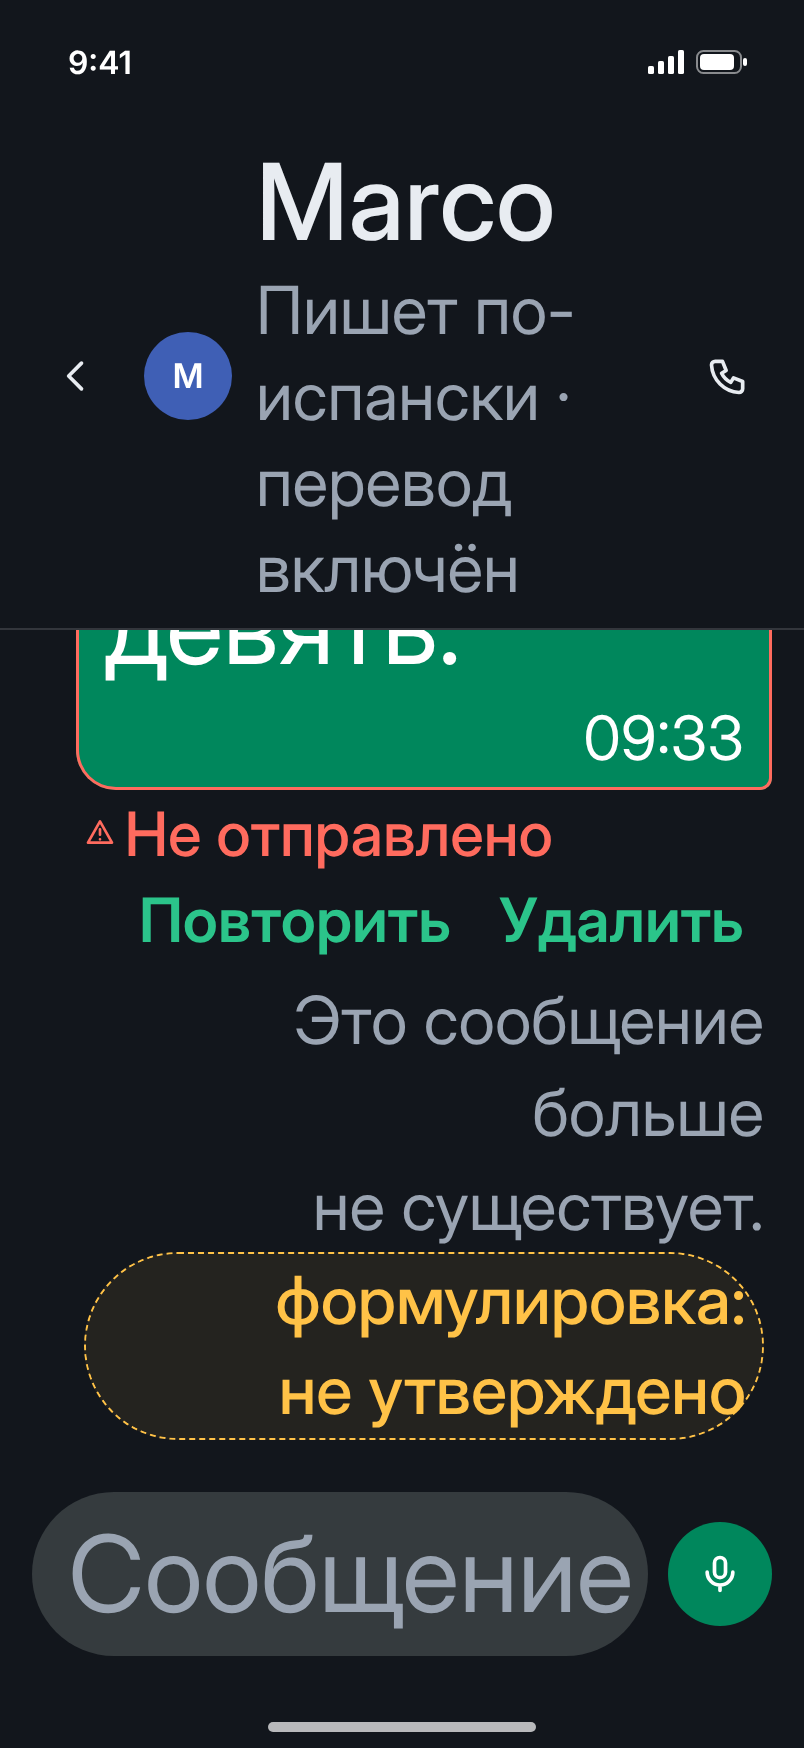 9:41
Marco
Пишет по-
испански ·
перевод
включён
M
девять.
09:33
Не отправлено
Повторить Удалить
Это сообщение
больше
не существует.
формулировка:
не утверждено
Сообщение